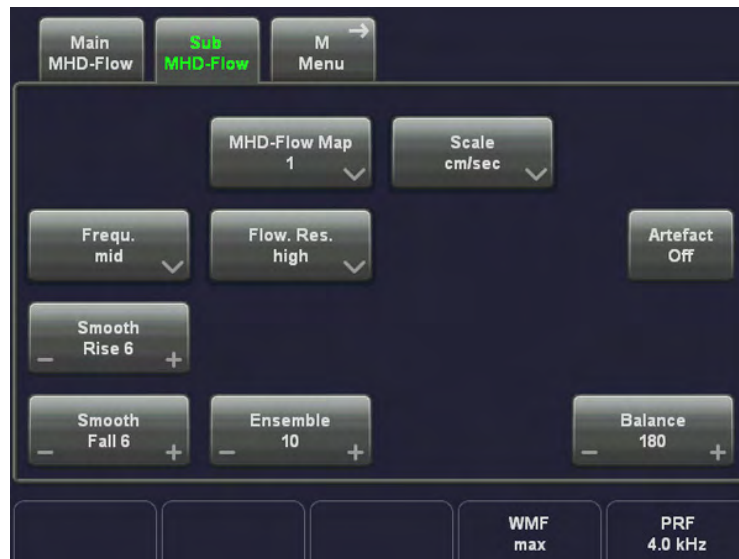 Main
MHD-Flow
Sub
MHD-Flow
M
Menu
MHD-Flow Map
1
Scale
cm/sec
Frequ.
mid
Flow. Res.
high
Artefact
Off
Smooth
Rise 6
Smooth
Fall 6
Ensemble
10
Balance
180
WMF
max
PRF
4.0 kHz